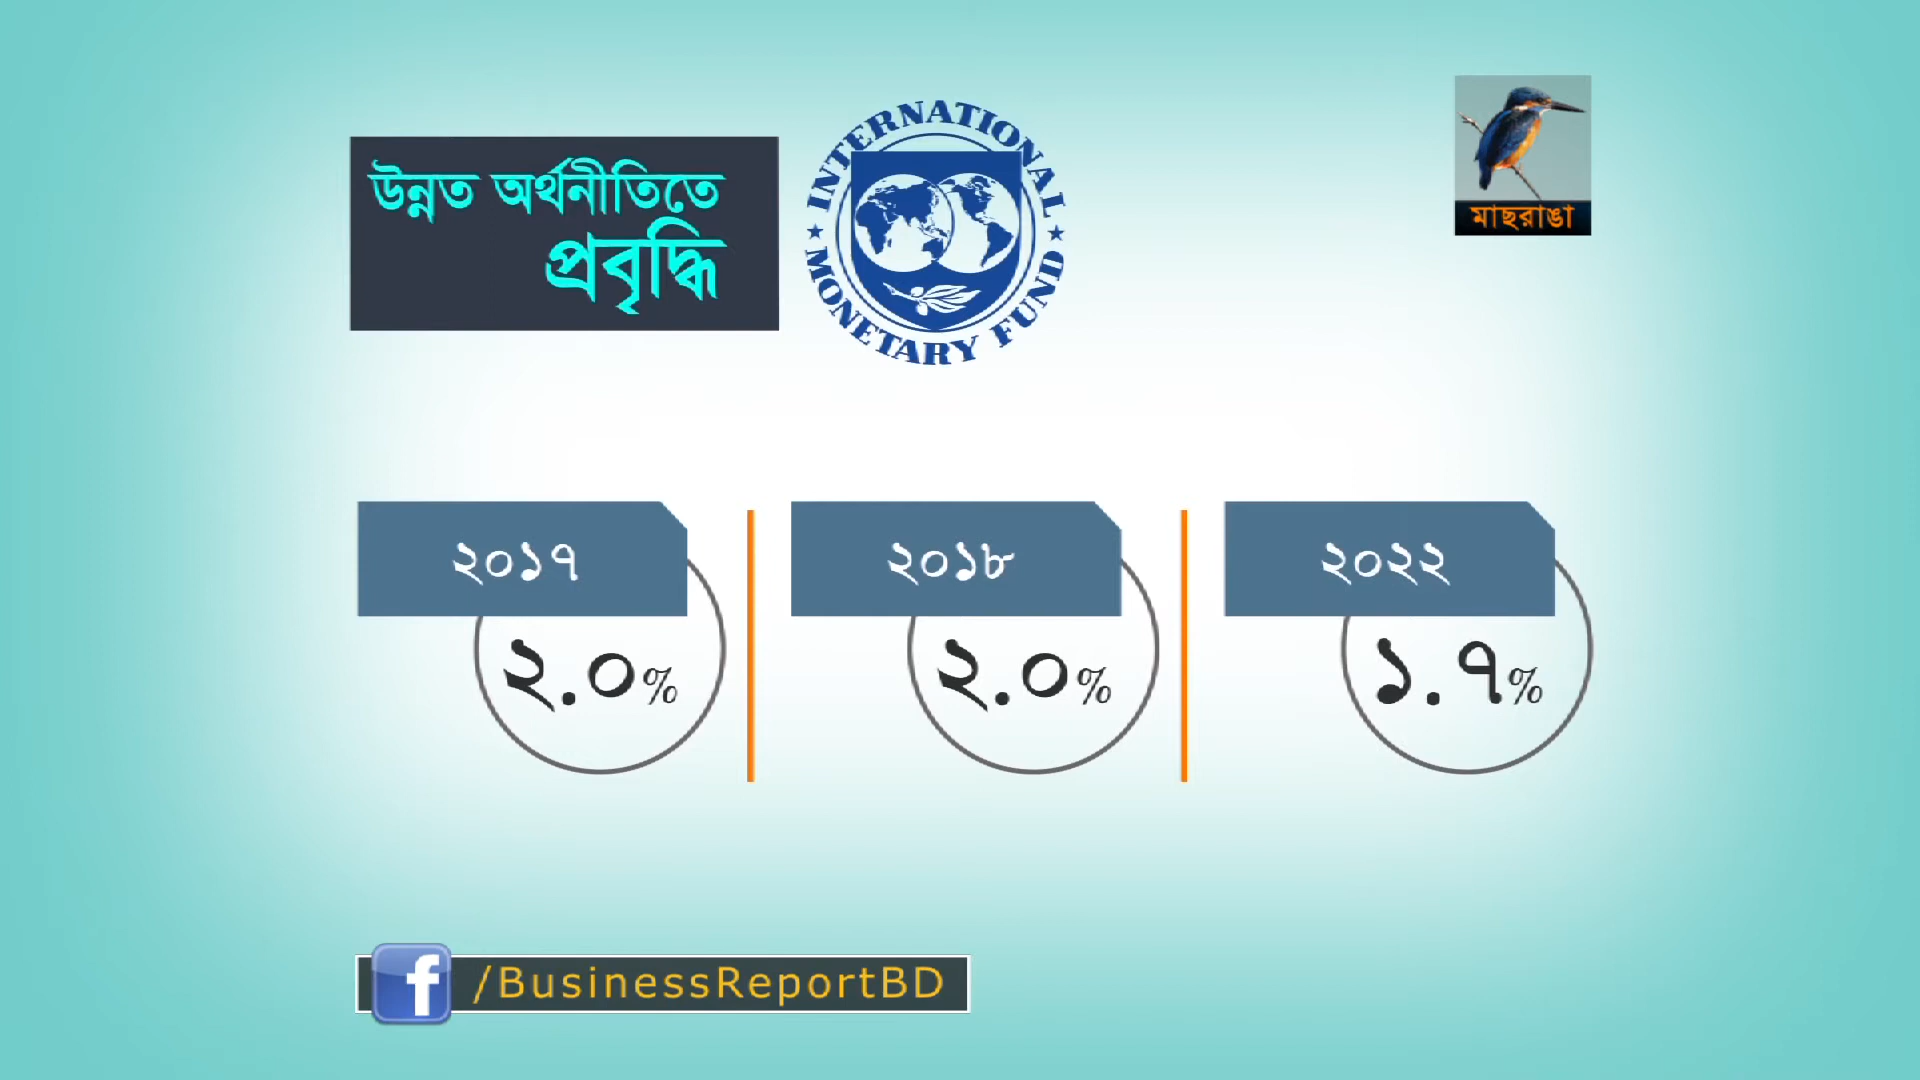 উন্নত অর্থনীতিতে
প্রবৃদ্ধি
INTERNATIONAL MONETARY FUND
মাছরাঙা
২০১৭
২.০%
২০১৮
২.০%
২০২২
১.৭%
f /BusinessReportBD